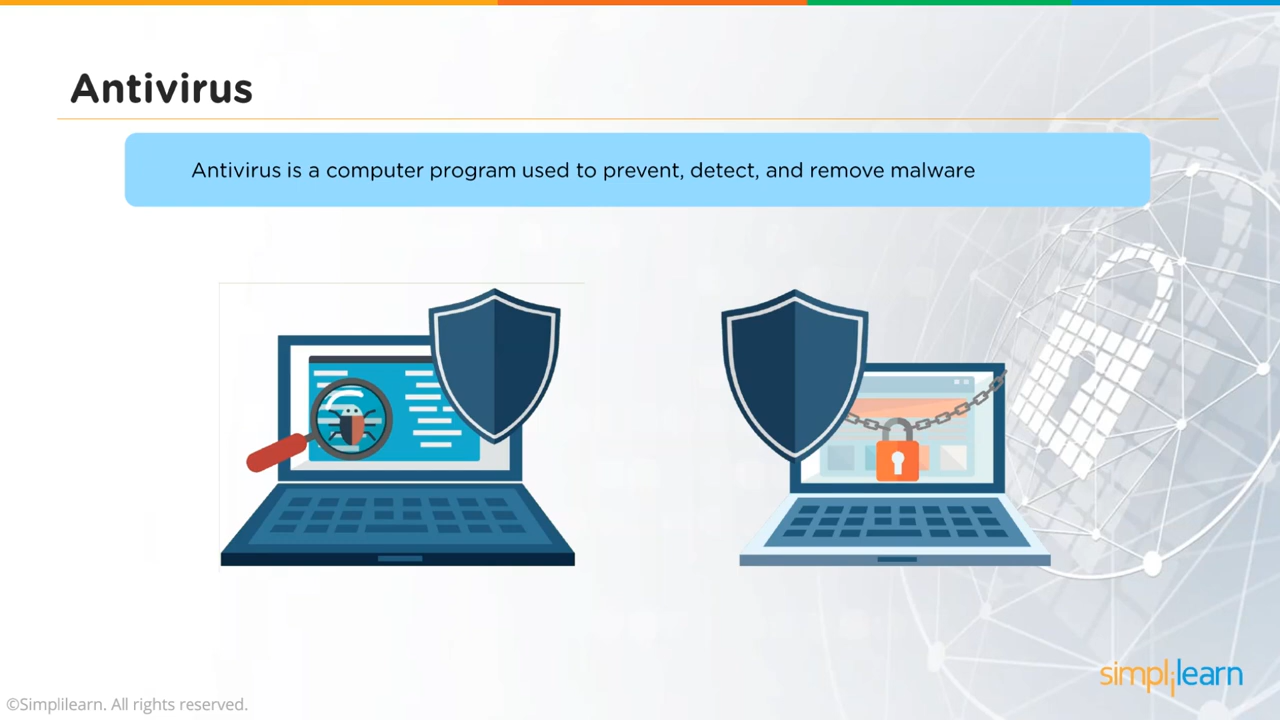 Antivirus
Antivirus is a computer program used to prevent, detect, and remove malware
simplilearn
©Simplilearn. All rights reserved.